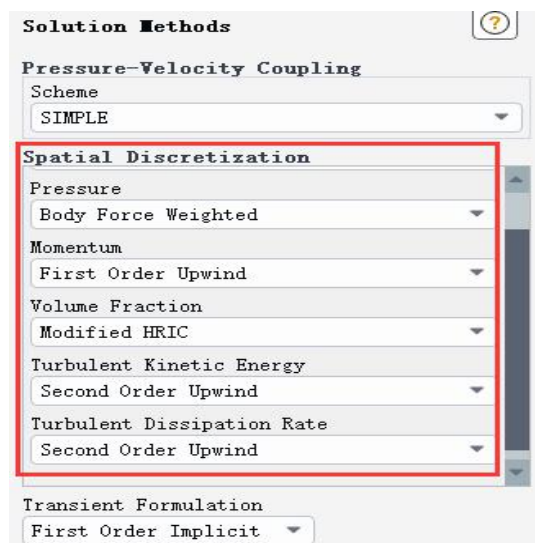 Solution Methods
?
Pressure-Velocity Coupling
Scheme
SIMPLE
Spatial Discretization
Pressure
Body Force Weighted
Momentum
First Order Upwind
Volume Fraction
Modified HRIC
Turbulent Kinetic Energy
Second Order Upwind
Turbulent Dissipation Rate
Second Order Upwind
Transient Formulation
First Order Implicit